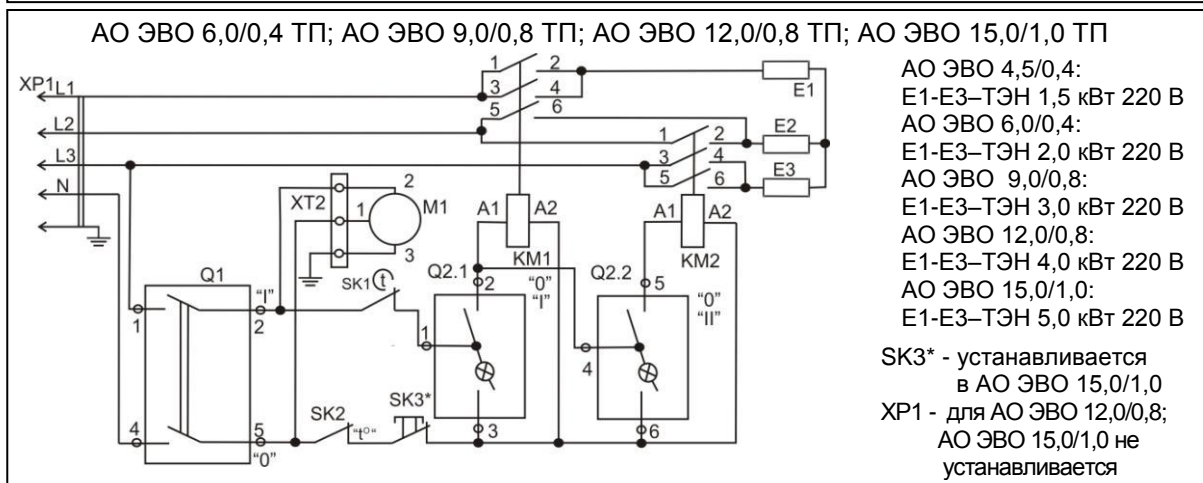 АО ЭВО 6,0/0,4 ТП; АО ЭВО 9,0/0,8 ТП; АО ЭВО 12,0/0,8 ТП; АО ЭВО 15,0/1,0 ТП
XP1 L1
L2
L3
N
1 2
3 4
5 6
E1
1 2 E2
3 4 E3
5 6
XT2
2
1 M1
3
A1 A2
KM1
A1 A2
KM2
Q1
1 "I" 2
4 5 "0"
SK1 t
SK2 "t°"
SK3*
Q2.1
2 "0"
"I"
1
3
Q2.2
5 "0"
"II"
4
6
АО ЭВО 4,5/0,4:
E1-E3–ТЭН 1,5 кВт 220 В
АО ЭВО 6,0/0,4:
E1-E3–ТЭН 2,0 кВт 220 В
АО ЭВО 9,0/0,8:
E1-E3–ТЭН 3,0 кВт 220 В
АО ЭВО 12,0/0,8:
E1-E3–ТЭН 4,0 кВт 220 В
АО ЭВО 15,0/1,0:
E1-E3–ТЭН 5,0 кВт 220 В
SK3* - устанавливается
в АО ЭВО 15,0/1,0
XP1 - для АО ЭВО 12,0/0,8;
АО ЭВО 15,0/1,0 не
устанавливается